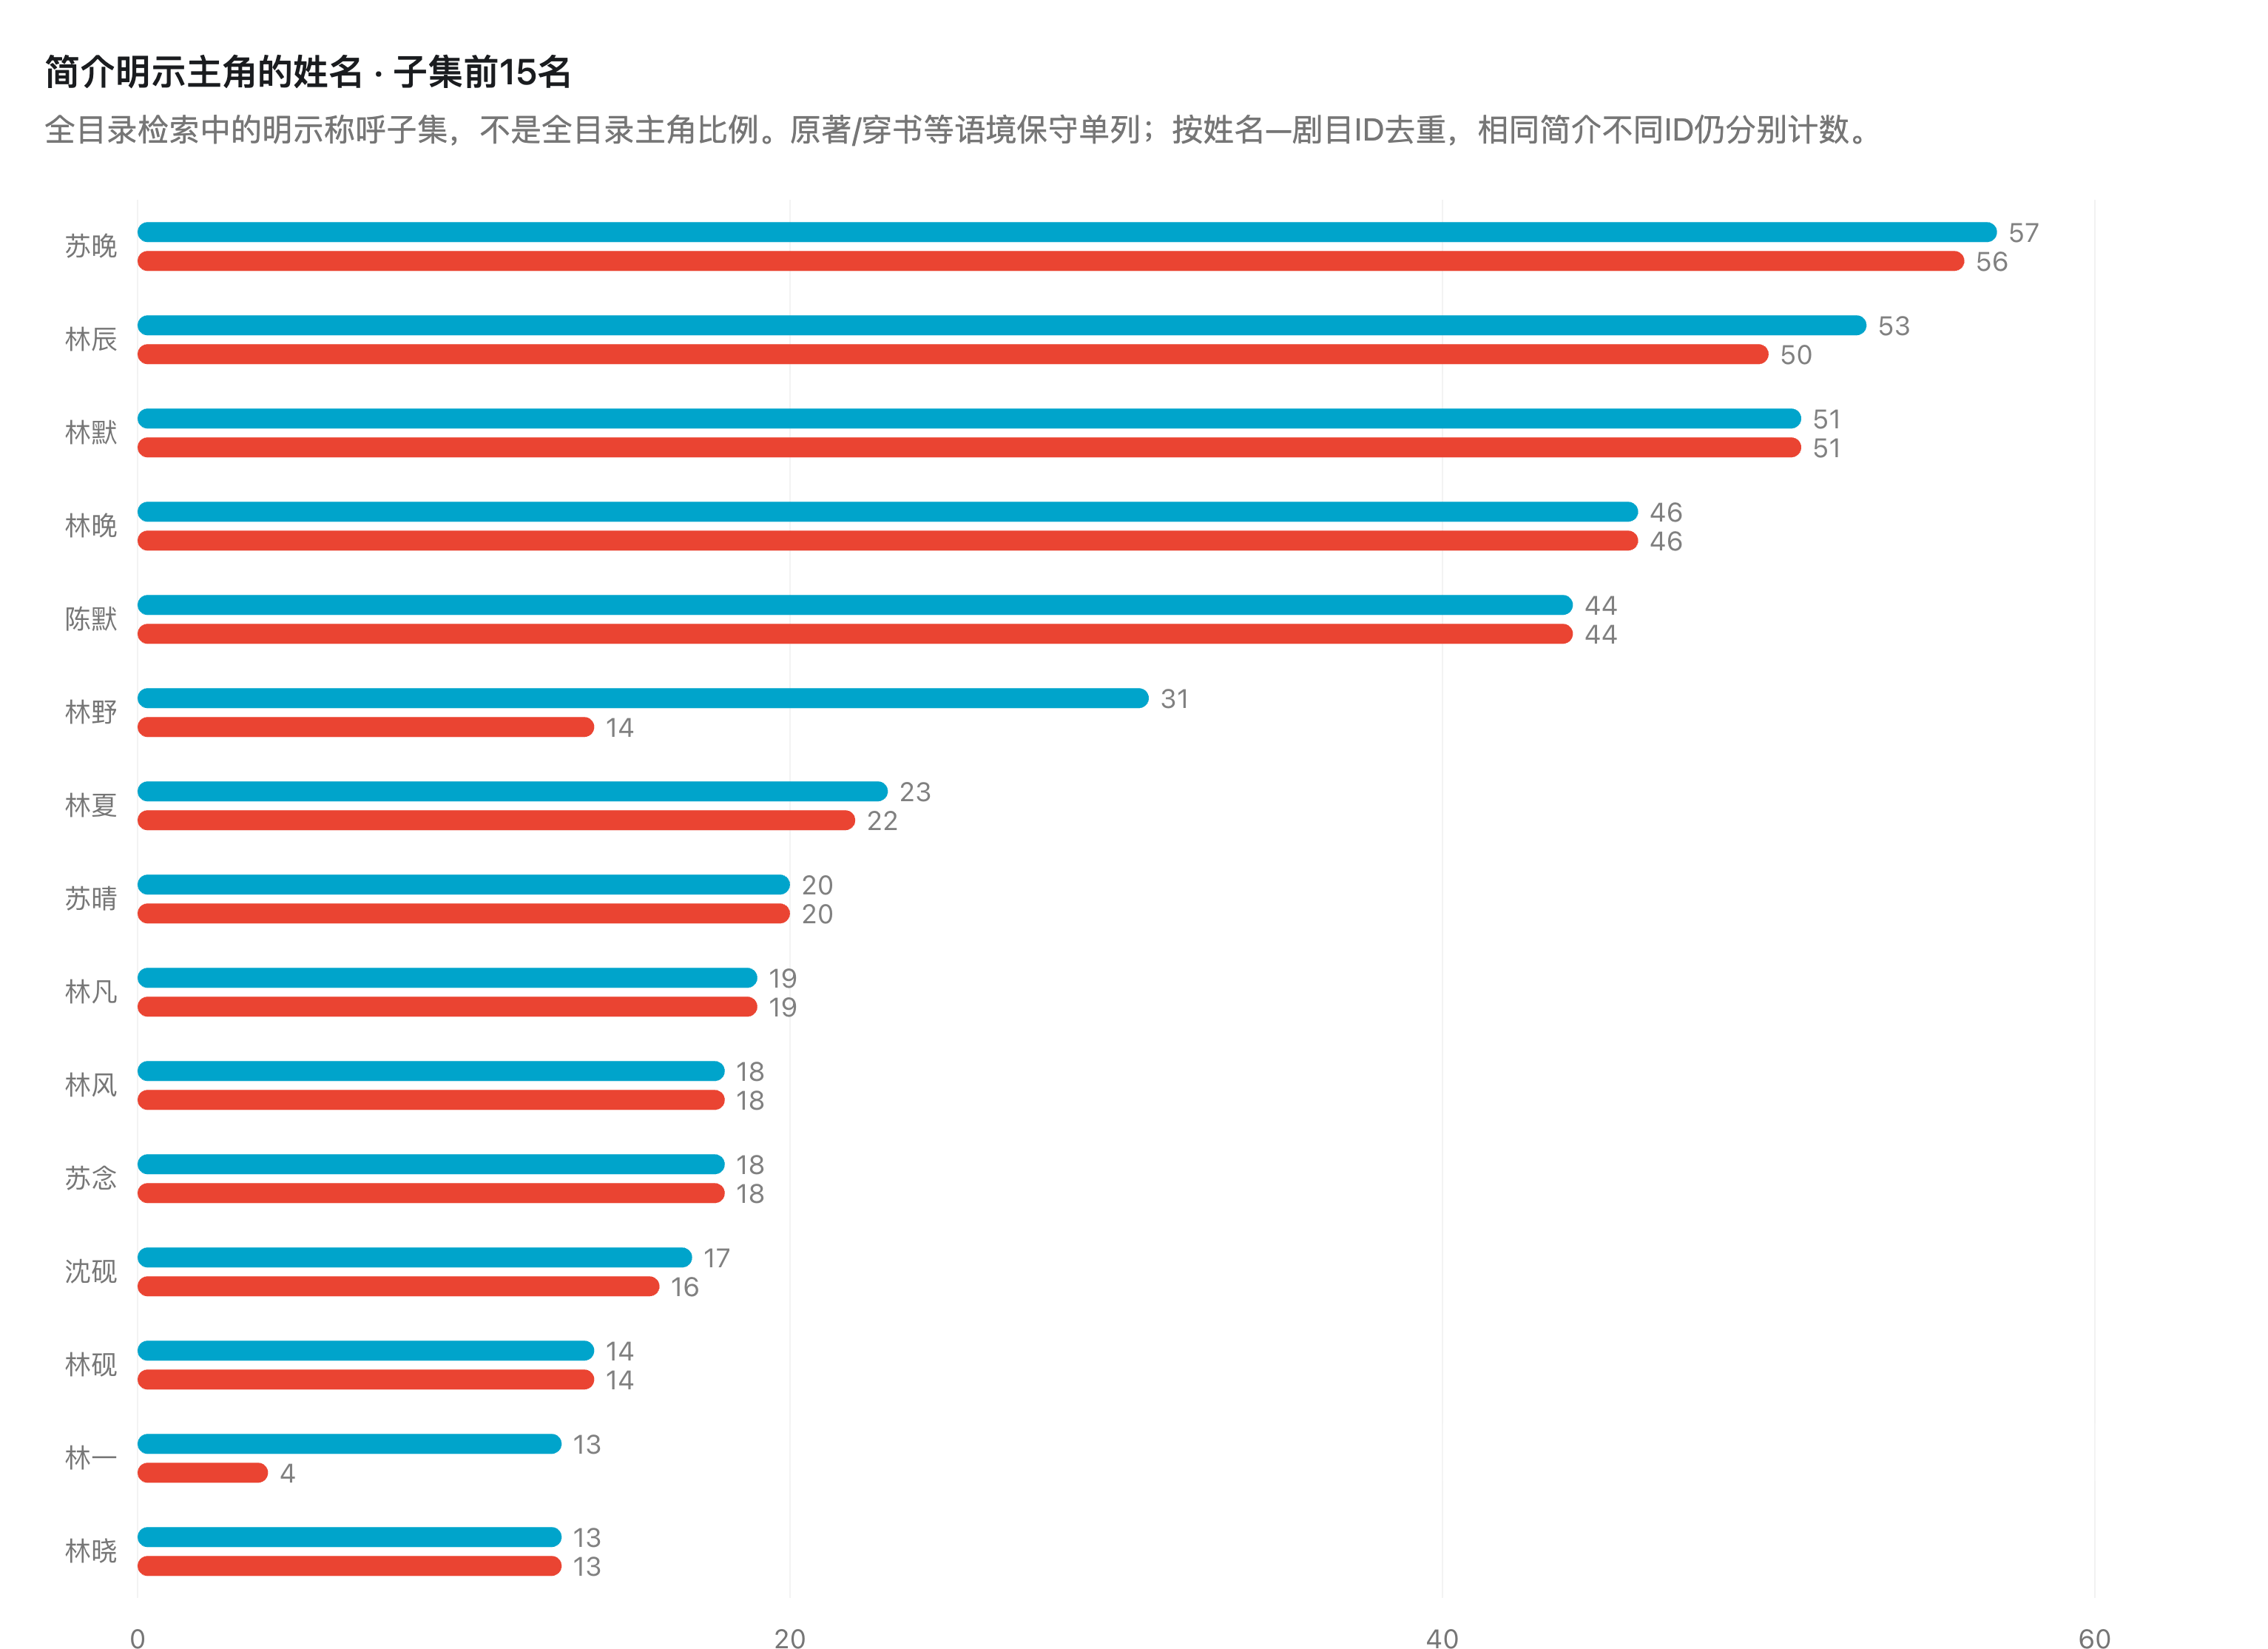 简介明示主角的姓名 · 子集前15名
全目录检索中的明示称呼子集，不是全目录主角比例。原著/穿书等语境保守单列；按姓名—剧目ID去重，相同简介不同ID仍分别计数。
苏晚 57
56
林辰 53
50
林默 51
51
林晚 46
46
陈默 44
44
林野 31
14
林夏 23
22
苏晴 20
20
林凡 19
19
林风 18
18
苏念 18
18
沈砚 17
16
林砚 14
14
林一 13
4
林晓 13
13
0 20 40 60